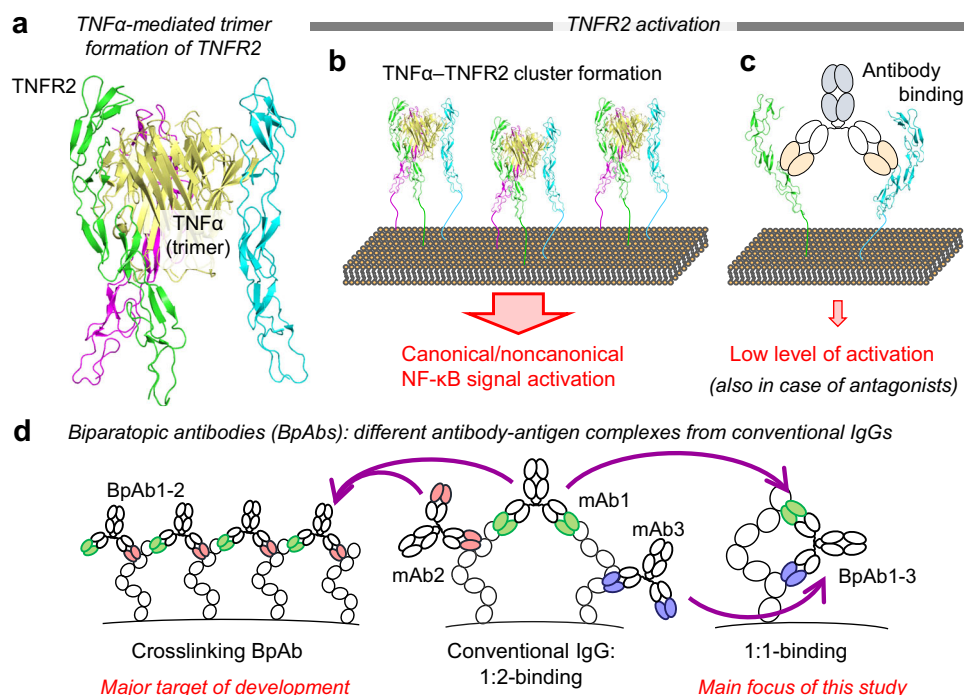 a
TNFα-mediated trimer
formation of TNFR2
TNFR2
TNFα
(trimer)
TNFR2 activation
b
TNFα–TNFR2 cluster formation
Canonical/noncanonical
NF-κB signal activation
c
Antibody
binding
Low level of activation
(also in case of antagonists)
d
Biparatopic antibodies (BpAbs): different antibody-antigen complexes from conventional IgGs
BpAb1-2
Crosslinking BpAb
Major target of development
mAb1
mAb2
mAb3
Conventional IgG:
1:2-binding
BpAb1-3
1:1-binding
Main focus of this study